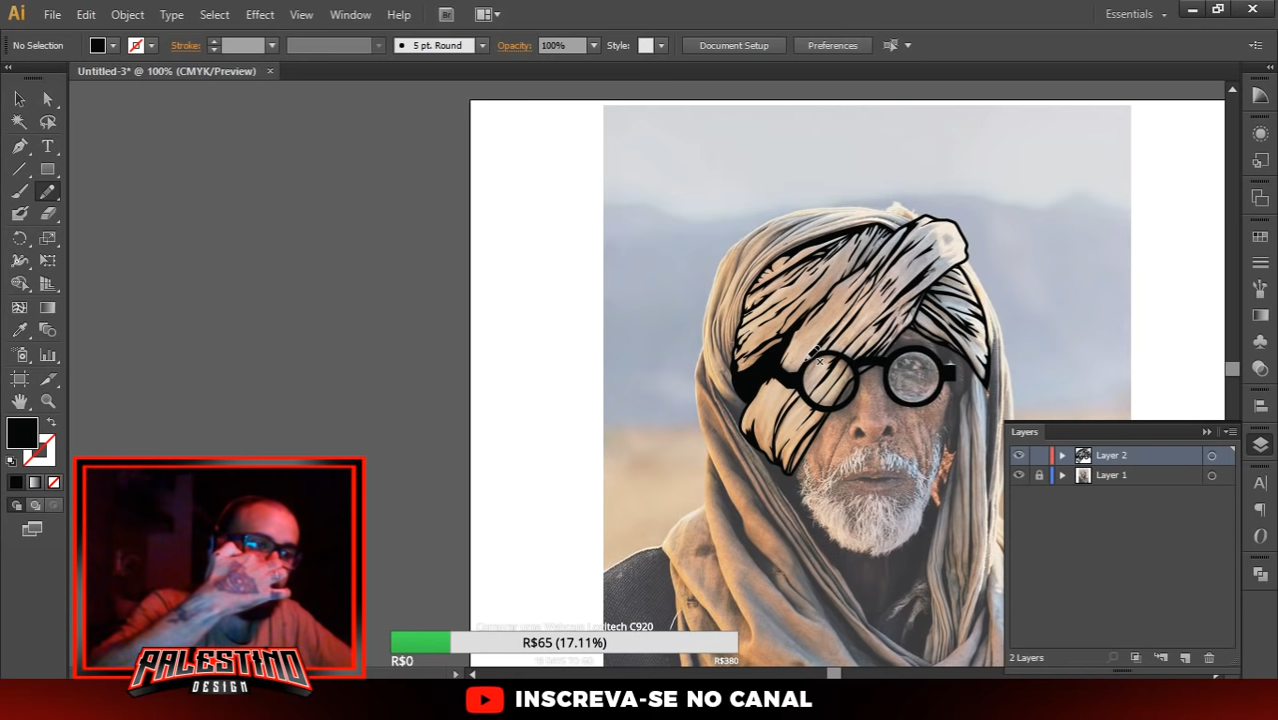 Ai File Edit Object Type Select Effect View Window Help Br Essentials
No Selection Stroke: 5 pt. Round Opacity: 100% Style: Document Setup Preferences
Untitled-3* @ 100% (CMYK/Preview)
Layers
Layer 2
Layer 1
2 Layers
R$65 (17.11%)
R$0
R$380
PALESTINO
DESIGN
INSCREVA-SE NO CANAL